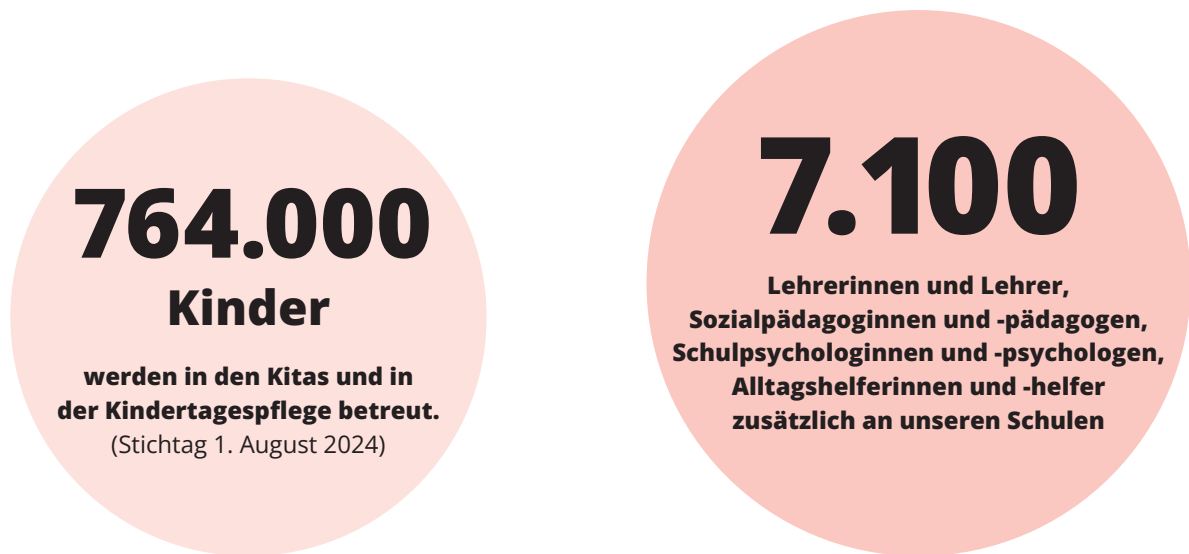 764.000
Kinder
werden in den Kitas und in
der Kindertagespflege betreut.
(Stichtag 1. August 2024)
7.100
Lehrerinnen und Lehrer,
Sozialpädagoginnen und -pädagogen,
Schulpsychologinnen und -psychologen,
Alltagshelferinnen und -helfer
zusätzlich an unseren Schulen